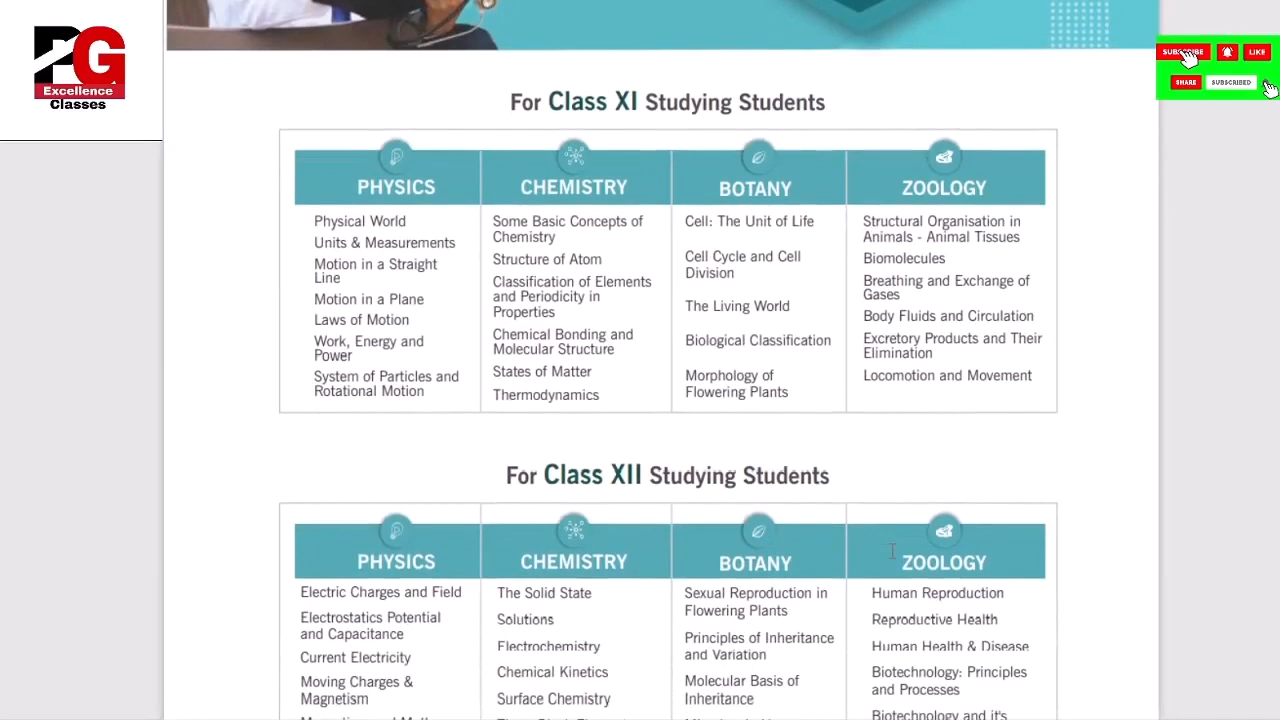 PG
Excellence
Classes
SUBSCRIBE
LIKE
SHARE
SUBSCRIBED
For Class XI Studying Students
PHYSICS
Physical World
Units & Measurements
Motion in a Straight
Line
Motion in a Plane
Laws of Motion
Work, Energy and
Power
System of Particles and
Rotational Motion
CHEMISTRY
Some Basic Concepts of
Chemistry
Structure of Atom
Classification of Elements
and Periodicity in
Properties
Chemical Bonding and
Molecular Structure
States of Matter
Thermodynamics
BOTANY
Cell: The Unit of Life
Cell Cycle and Cell
Division
The Living World
Biological Classification
Morphology of
Flowering Plants
ZOOLOGY
Structural Organisation in
Animals - Animal Tissues
Biomolecules
Breathing and Exchange of
Gases
Body Fluids and Circulation
Excretory Products and Their
Elimination
Locomotion and Movement
For Class XII Studying Students
PHYSICS
Electric Charges and Field
Electrostatics Potential
and Capacitance
Current Electricity
Moving Charges &
Magnetism
CHEMISTRY
The Solid State
Solutions
Electrochemistry
Chemical Kinetics
Surface Chemistry
BOTANY
Sexual Reproduction in
Flowering Plants
Principles of Inheritance
and Variation
Molecular Basis of
Inheritance
ZOOLOGY
Human Reproduction
Reproductive Health
Human Health & Disease
Biotechnology: Principles
and Processes
Biotechnology and it's